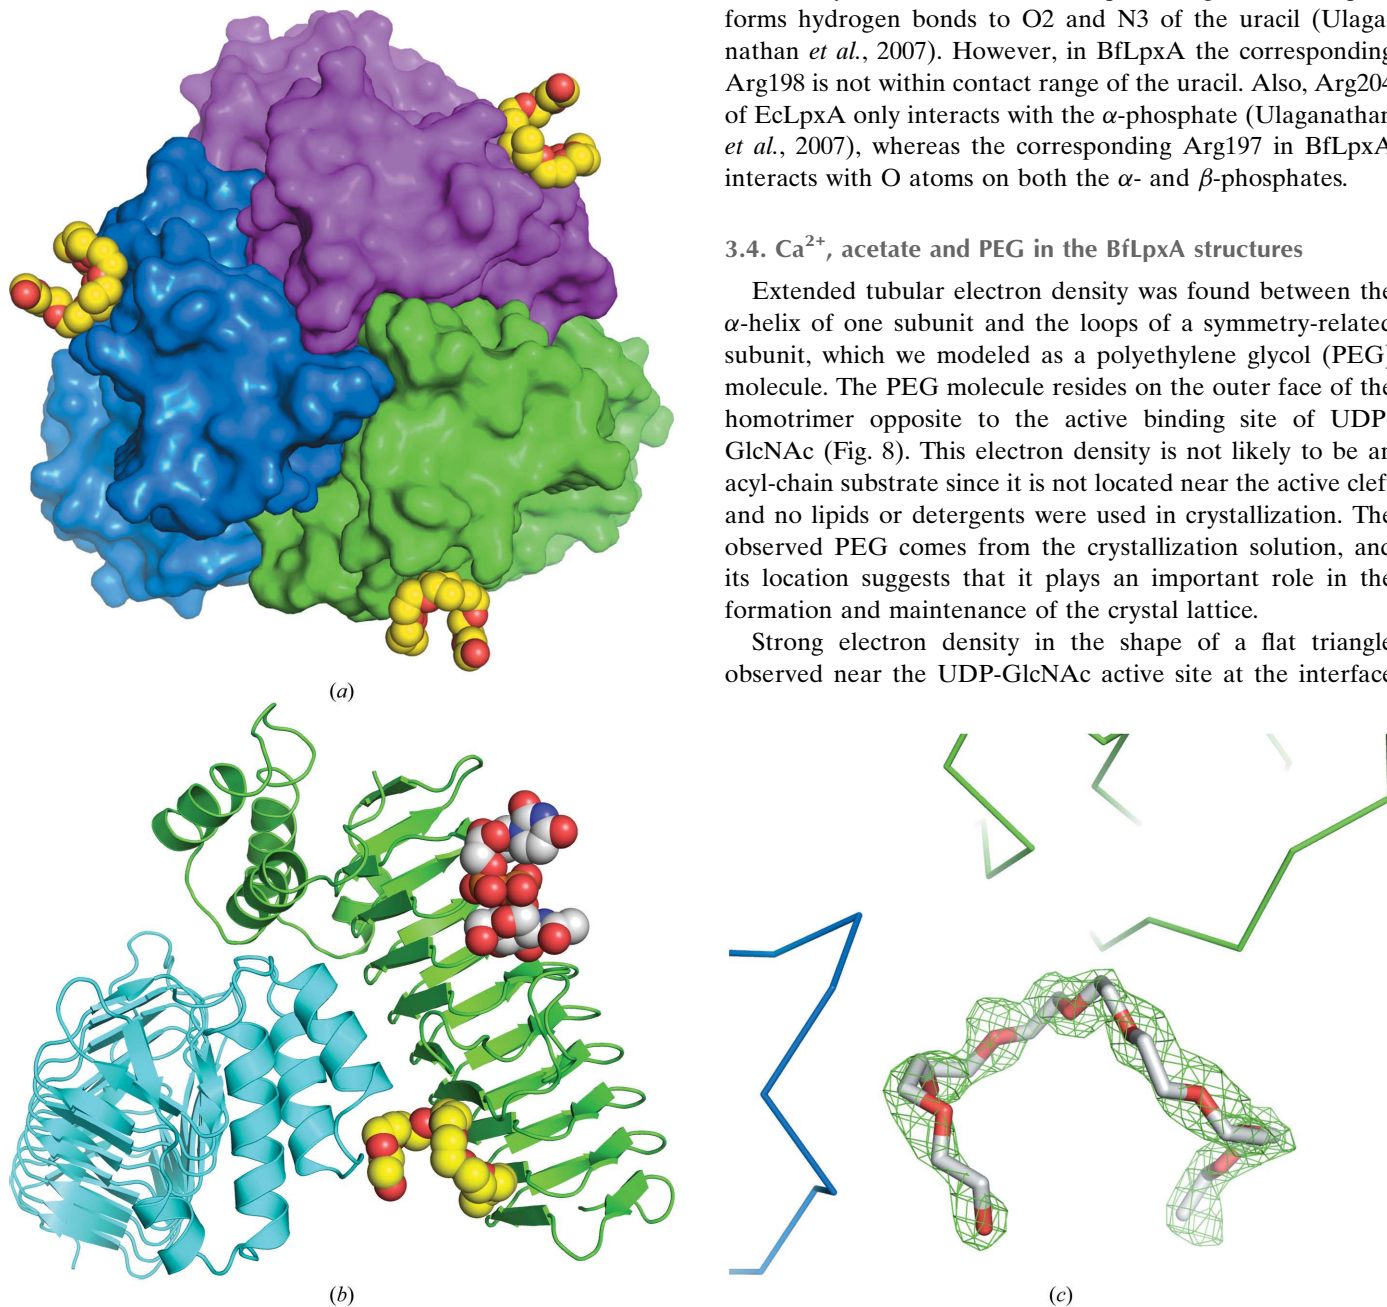 forms hydrogen bonds to O2 and N3 of the uracil (Ulaga
nathan et al., 2007). However, in BfLpxA the corresponding
Arg198 is not within contact range of the uracil. Also, Arg204
of EcLpxA only interacts with the α-phosphate (Ulaganathan
et al., 2007), whereas the corresponding Arg197 in BfLpxA
interacts with O atoms on both the α- and β-phosphates.
3.4. Ca²⁺, acetate and PEG in the BfLpxA structures
Extended tubular electron density was found between the
α-helix of one subunit and the loops of a symmetry-related
subunit, which we modeled as a polyethylene glycol (PEG)
molecule. The PEG molecule resides on the outer face of the
homotrimer opposite to the active binding site of UDP
GlcNAc (Fig. 8). This electron density is not likely to be an
acyl-chain substrate since it is not located near the active cleft
and no lipids or detergents were used in crystallization. The
observed PEG comes from the crystallization solution, and
its location suggests that it plays an important role in the
formation and maintenance of the crystal lattice.
Strong electron density in the shape of a flat triangle
observed near the UDP-GlcNAc active site at the interface
(a)
(b)
(c)